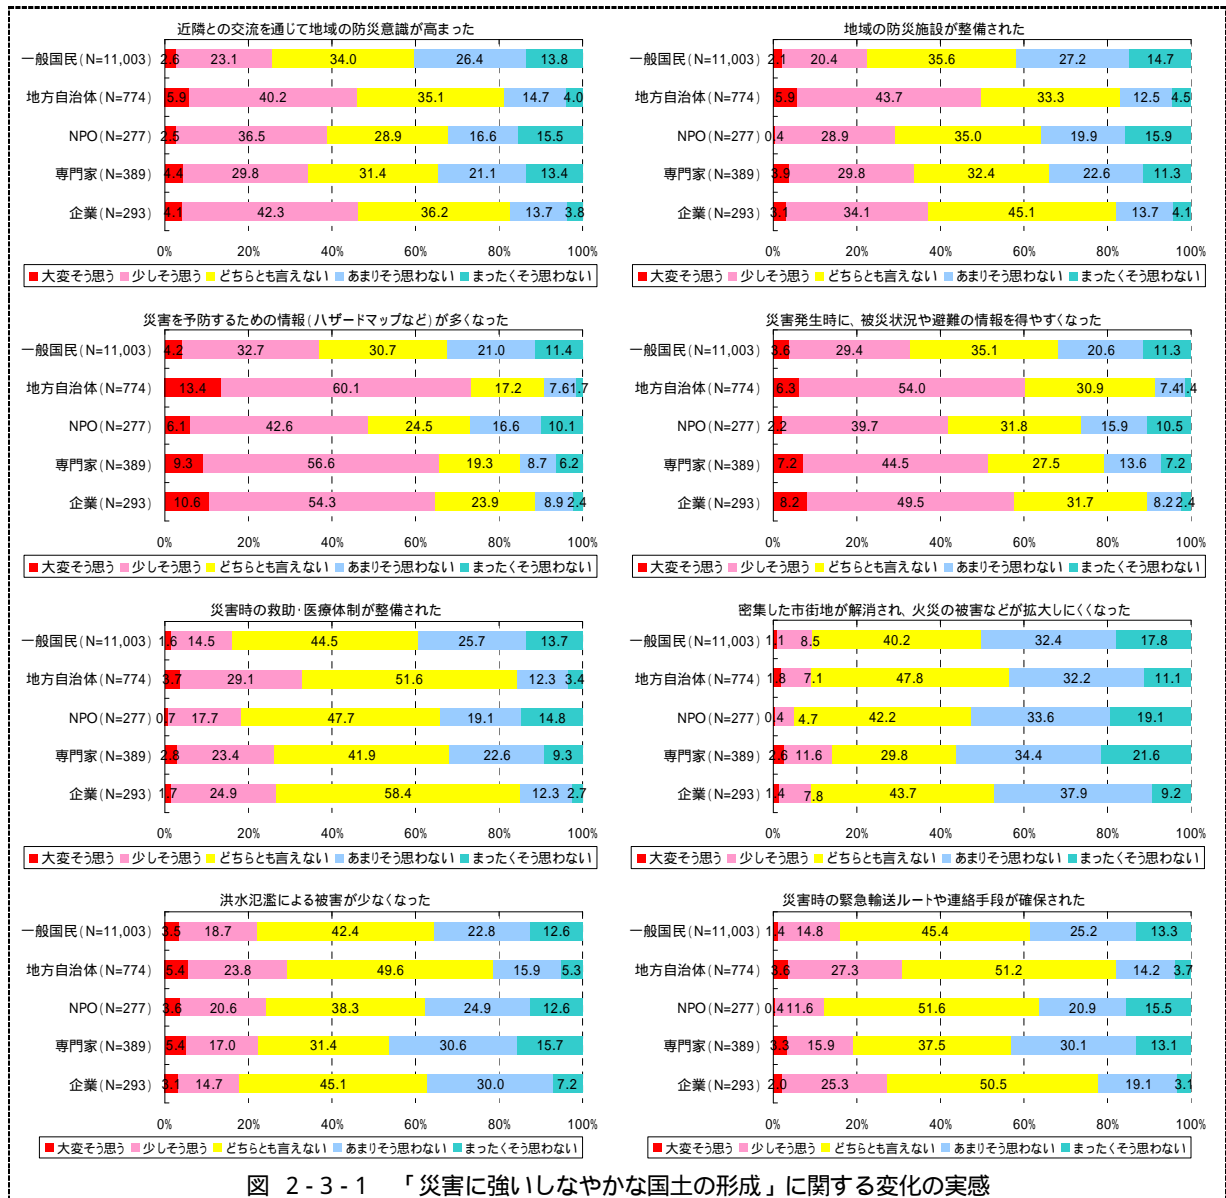 近隣との交流を通じて地域の防災意識が高まった
一般国民(N=11,003) 2.6 23.1 34.0 26.4 13.8
地方自治体(N=774) 5.9 40.2 35.1 14.7 4.0
NPO(N=277) 2.5 36.5 28.9 16.6 15.5
専門家(N=389) 4.4 29.8 31.4 21.1 13.4
企業(N=293) 4.1 42.3 36.2 13.7 3.8
0% 20% 40% 60% 80% 100%
大変そう思う 少しそう思う どちらとも言えない あまりそう思わない まったくそう思わない
地域の防災施設が整備された
一般国民(N=11,003) 2.1 20.4 35.6 27.2 14.7
地方自治体(N=774) 5.9 43.7 33.3 12.5 4.5
NPO(N=277) 0.4 28.9 35.0 19.9 15.9
専門家(N=389) 3.9 29.8 32.4 22.6 11.3
企業(N=293) 3.1 34.1 45.1 13.7 4.1
0% 20% 40% 60% 80% 100%
大変そう思う 少しそう思う どちらとも言えない あまりそう思わない まったくそう思わない
災害を予防するための情報(ハザードマップなど)が多くなった
一般国民(N=11,003) 4.2 32.7 30.7 21.0 11.4
地方自治体(N=774) 13.4 60.1 17.2 7.6 1.7
NPO(N=277) 6.1 42.6 24.5 16.6 10.1
専門家(N=389) 9.3 56.6 19.3 8.7 6.2
企業(N=293) 10.6 54.3 23.9 8.9 2.4
0% 20% 40% 60% 80% 100%
大変そう思う 少しそう思う どちらとも言えない あまりそう思わない まったくそう思わない
災害発生時に、被災状況や避難の情報を得やすくなった
一般国民(N=11,003) 3.6 29.4 35.1 20.6 11.3
地方自治体(N=774) 6.3 54.0 30.9 7.4 1.4
NPO(N=277) 2.2 39.7 31.8 15.9 10.5
専門家(N=389) 7.2 44.5 27.5 13.6 7.2
企業(N=293) 8.2 49.5 31.7 8.2 2.4
0% 20% 40% 60% 80% 100%
大変そう思う 少しそう思う どちらとも言えない あまりそう思わない まったくそう思わない
災害時の救助・医療体制が整備された
一般国民(N=11,003) 1.6 14.5 44.5 25.7 13.7
地方自治体(N=774) 3.7 29.1 51.6 12.3 3.4
NPO(N=277) 0.7 17.7 47.7 19.1 14.8
専門家(N=389) 2.8 23.4 41.9 22.6 9.3
企業(N=293) 1.7 24.9 58.4 12.3 2.7
0% 20% 40% 60% 80% 100%
大変そう思う 少しそう思う どちらとも言えない あまりそう思わない まったくそう思わない
密集した市街地が解消され、火災の被害などが拡大しにくくなった
一般国民(N=11,003) 1.1 8.5 40.2 32.4 17.8
地方自治体(N=774) 1.8 7.1 47.8 32.2 11.1
NPO(N=277) 0.4 4.7 42.2 33.6 19.1
専門家(N=389) 2.6 11.6 29.8 34.4 21.6
企業(N=293) 1.4 7.8 43.7 37.9 9.2
0% 20% 40% 60% 80% 100%
大変そう思う 少しそう思う どちらとも言えない あまりそう思わない まったくそう思わない
洪水氾濫による被害が少なくなった
一般国民(N=11,003) 3.5 18.7 42.4 22.8 12.6
地方自治体(N=774) 5.4 23.8 49.6 15.9 5.3
NPO(N=277) 3.6 20.6 38.3 24.9 12.6
専門家(N=389) 5.4 17.0 31.4 30.6 15.7
企業(N=293) 3.1 14.7 45.1 30.0 7.2
0% 20% 40% 60% 80% 100%
大変そう思う 少しそう思う どちらとも言えない あまりそう思わない まったくそう思わない
災害時の緊急輸送ルートや連絡手段が確保された
一般国民(N=11,003) 1.4 14.8 45.4 25.2 13.3
地方自治体(N=774) 3.6 27.3 51.2 14.2 3.7
NPO(N=277) 0.4 11.6 51.6 20.9 15.5
専門家(N=389) 3.3 15.9 37.5 30.1 13.1
企業(N=293) 2.0 25.3 50.5 19.1 3.1
0% 20% 40% 60% 80% 100%
大変そう思う 少しそう思う どちらとも言えない あまりそう思わない まったくそう思わない
図 2-3-1 「災害に強いしなやかな国土の形成」に関する変化の実感